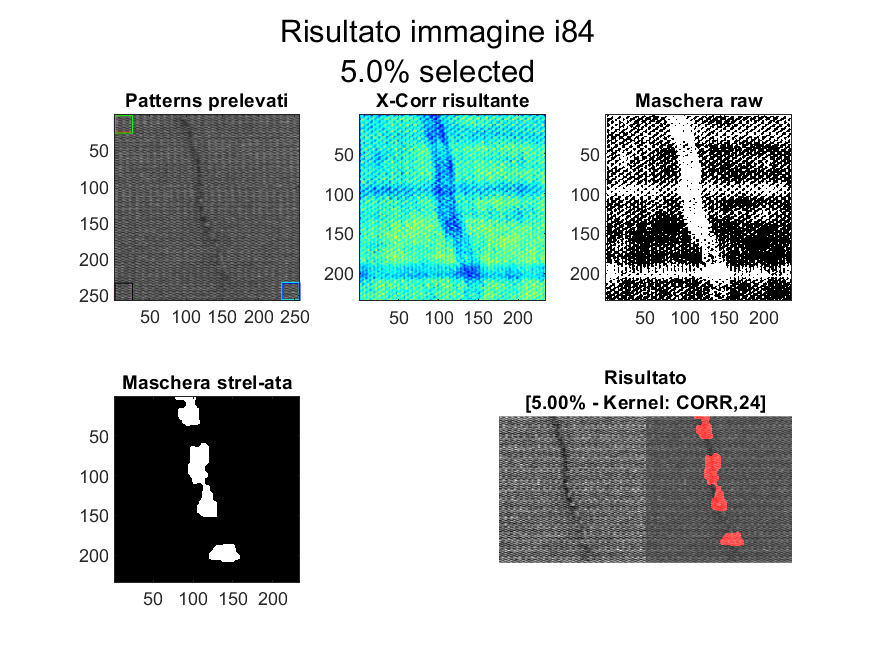 Risultato immagine i84
5.0% selected
Patterns prelevati
50
100
150
200
250
50 100 150 200 250
X-Corr risultante
50
100
150
200
50 100 150 200
Maschera raw
50
100
150
200
50 100 150 200
Maschera strel-ata
50
100
150
200
50 100 150 200
Risultato
[5.00% - Kernel: CORR,24]